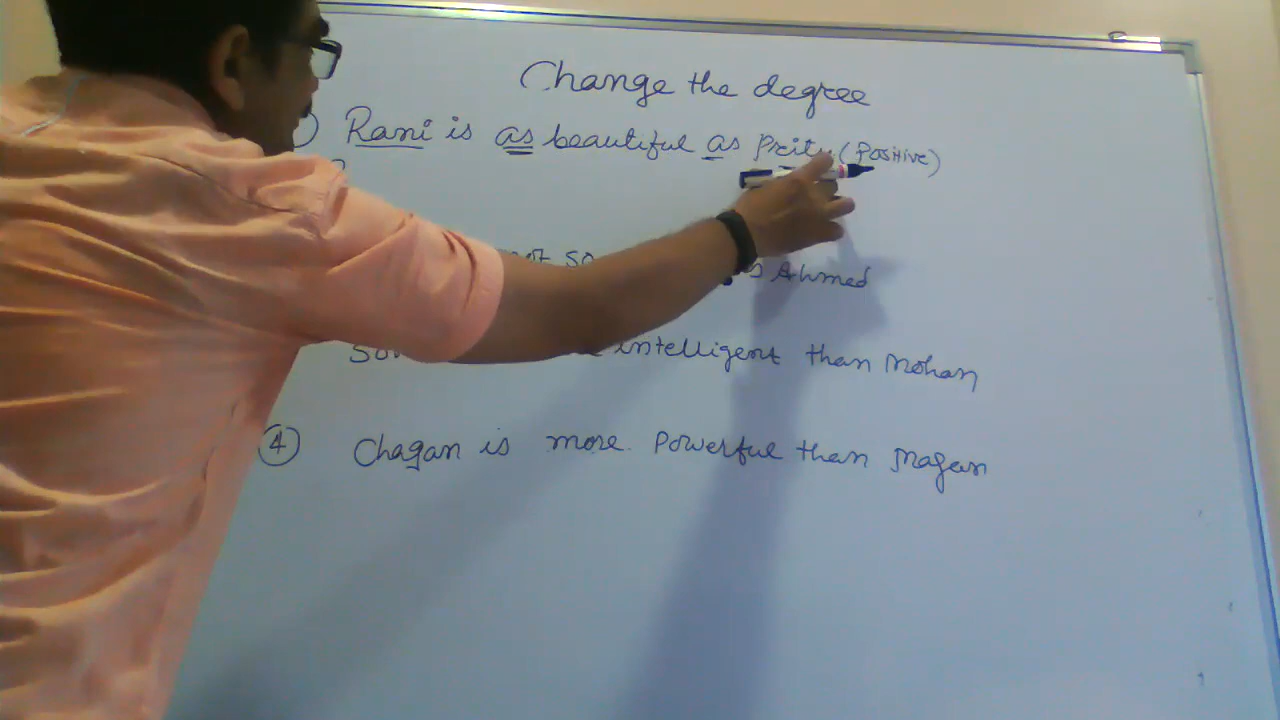 Change the degree
Rani is as beautiful as Preity (Positive)
so Ahmed
intelligent than Mohan
④ Chagan is more powerful than Magan